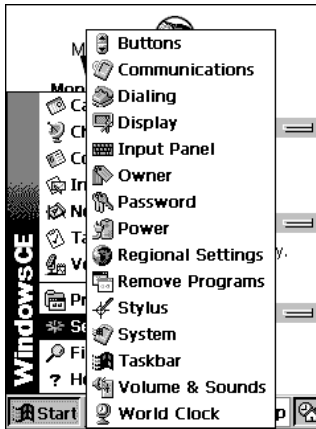 Buttons
Communications
Dialing
Display
Input Panel
Owner
Password
Power
Regional Settings
Remove Programs
Stylus
System
Taskbar
Volume & Sounds
World Clock
WindowsCE
Start